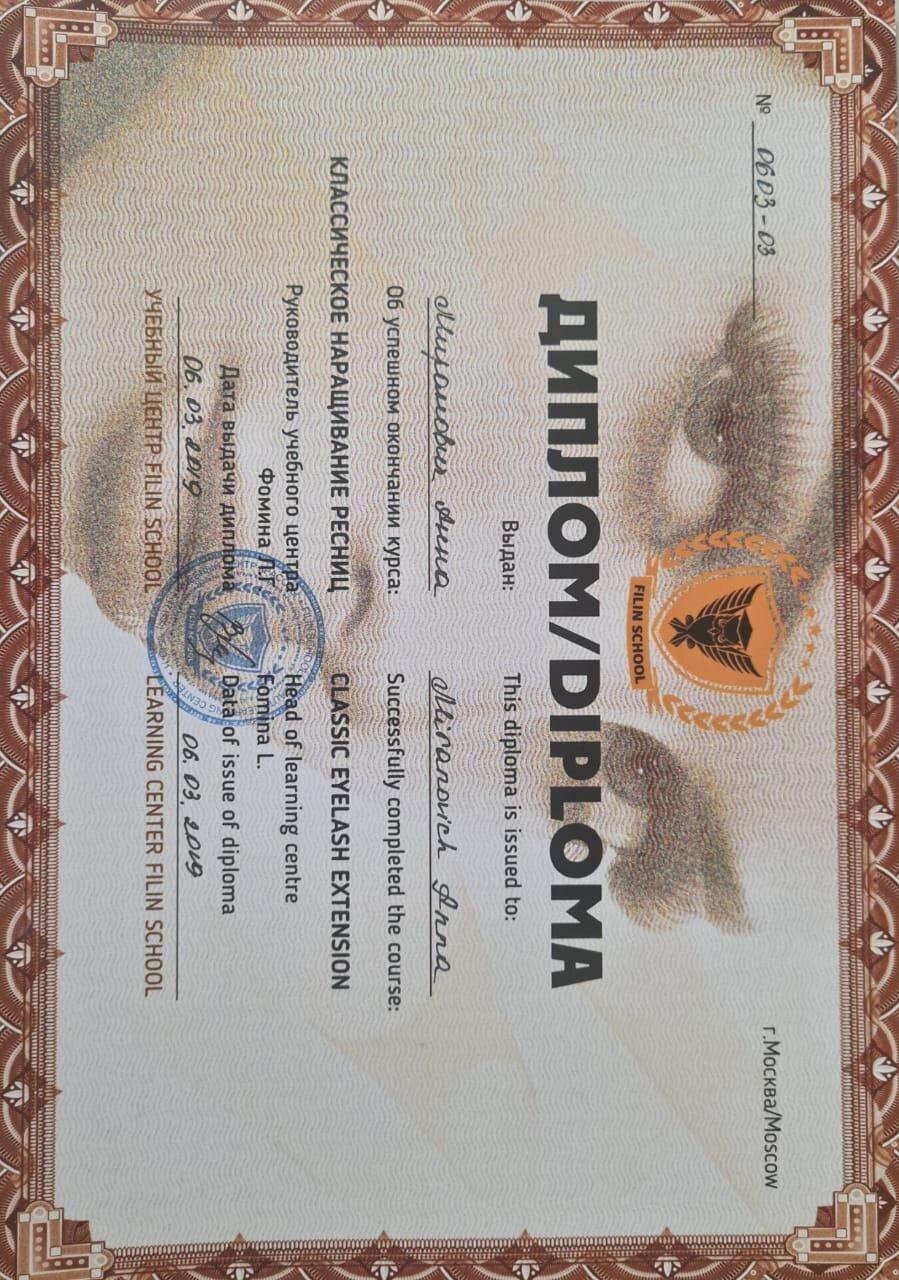 № 0603-03
г.Москва/Moscow
FILIN SCHOOL
ДИПЛОМ/DIPLOMA
Выдан: This diploma is issued to:
Миранович Анна Miranovich Anna
Об успешном окончании курса: Successfully completed the course:
КЛАССИЧЕСКОЕ НАРАЩИВАНИЕ РЕСНИЦ CLASSIC EYELASH EXTENSION
Руководитель учебного центра Head of learning centre
Фомина Л.Г Fomina L.
Дата выдачи диплома Data of issue of diploma
06.03.2019 06.03.2019
УЧЕБНЫЙ ЦЕНТР FILIN SCHOOL LEARNING CENTER FILIN SCHOOL